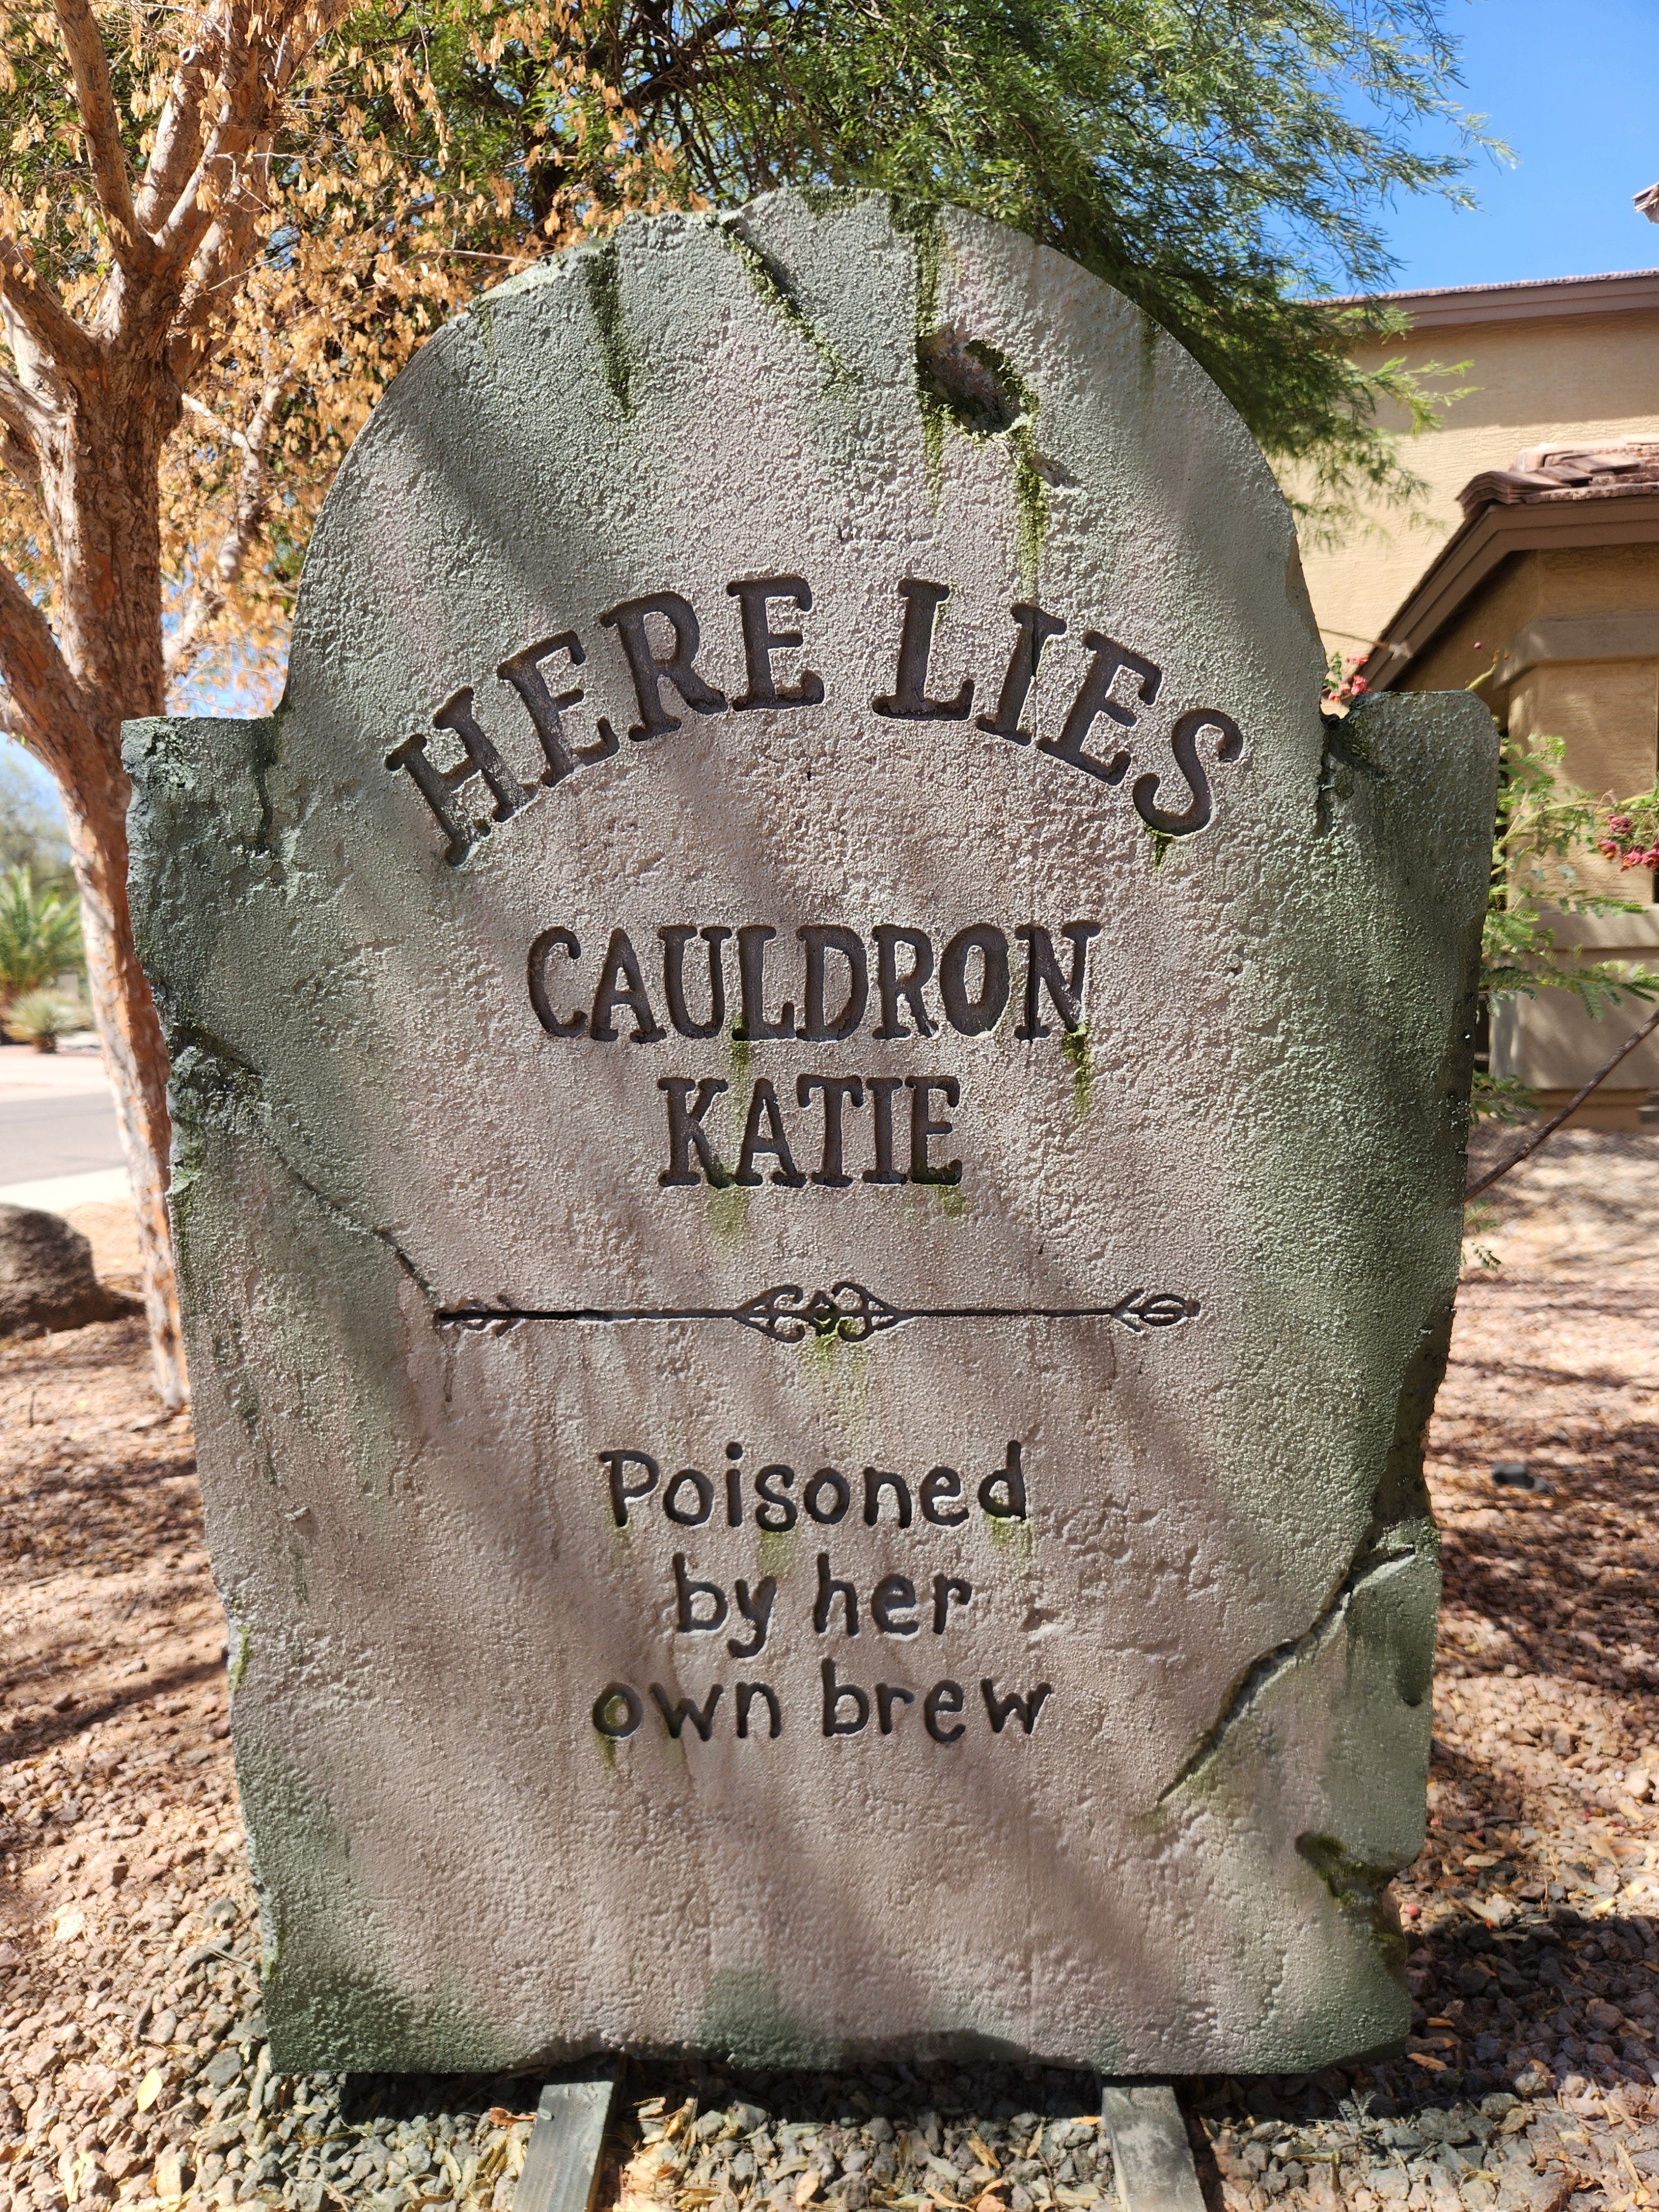 HERE LIES
CAULDRON
KATIE
Poisoned
by her
own brew